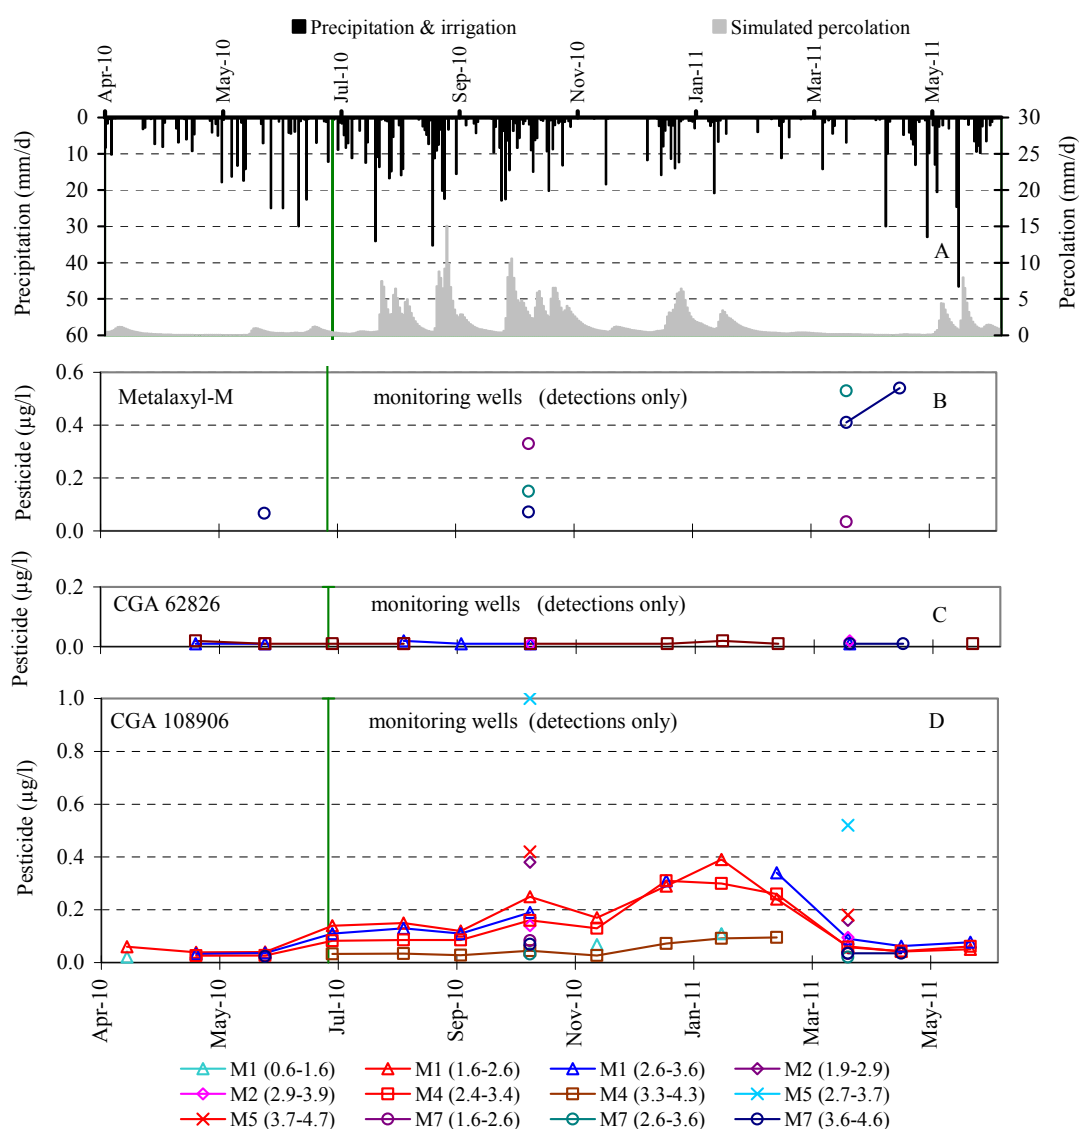 Precipitation & irrigation Simulated percolation
Apr-10 May-10 Jul-10 Sep-10 Nov-10 Jan-11 Mar-11 May-11
Precipitation (mm/d)
0
10
20
30
40
50
60
30
25
20
15
10
5
0
Percolation (mm/d)
A
Pesticide (µg/l)
0.6
0.4
0.2
0.0
Metalaxyl-M monitoring wells (detections only) B
Pesticide (µg/l)
0.2
0.0
CGA 62826 monitoring wells (detections only) C
Pesticide (µg/l)
1.0
0.8
0.6
0.4
0.2
0.0
CGA 108906 monitoring wells (detections only) D
Apr-10 May-10 Jul-10 Sep-10 Nov-10 Jan-11 Mar-11 May-11
M1 (0.6-1.6) M1 (1.6-2.6) M1 (2.6-3.6) M2 (1.9-2.9)
M2 (2.9-3.9) M4 (2.4-3.4) M4 (3.3-4.3) M5 (2.7-3.7)
M5 (3.7-4.7) M7 (1.6-2.6) M7 (2.6-3.6) M7 (3.6-4.6)